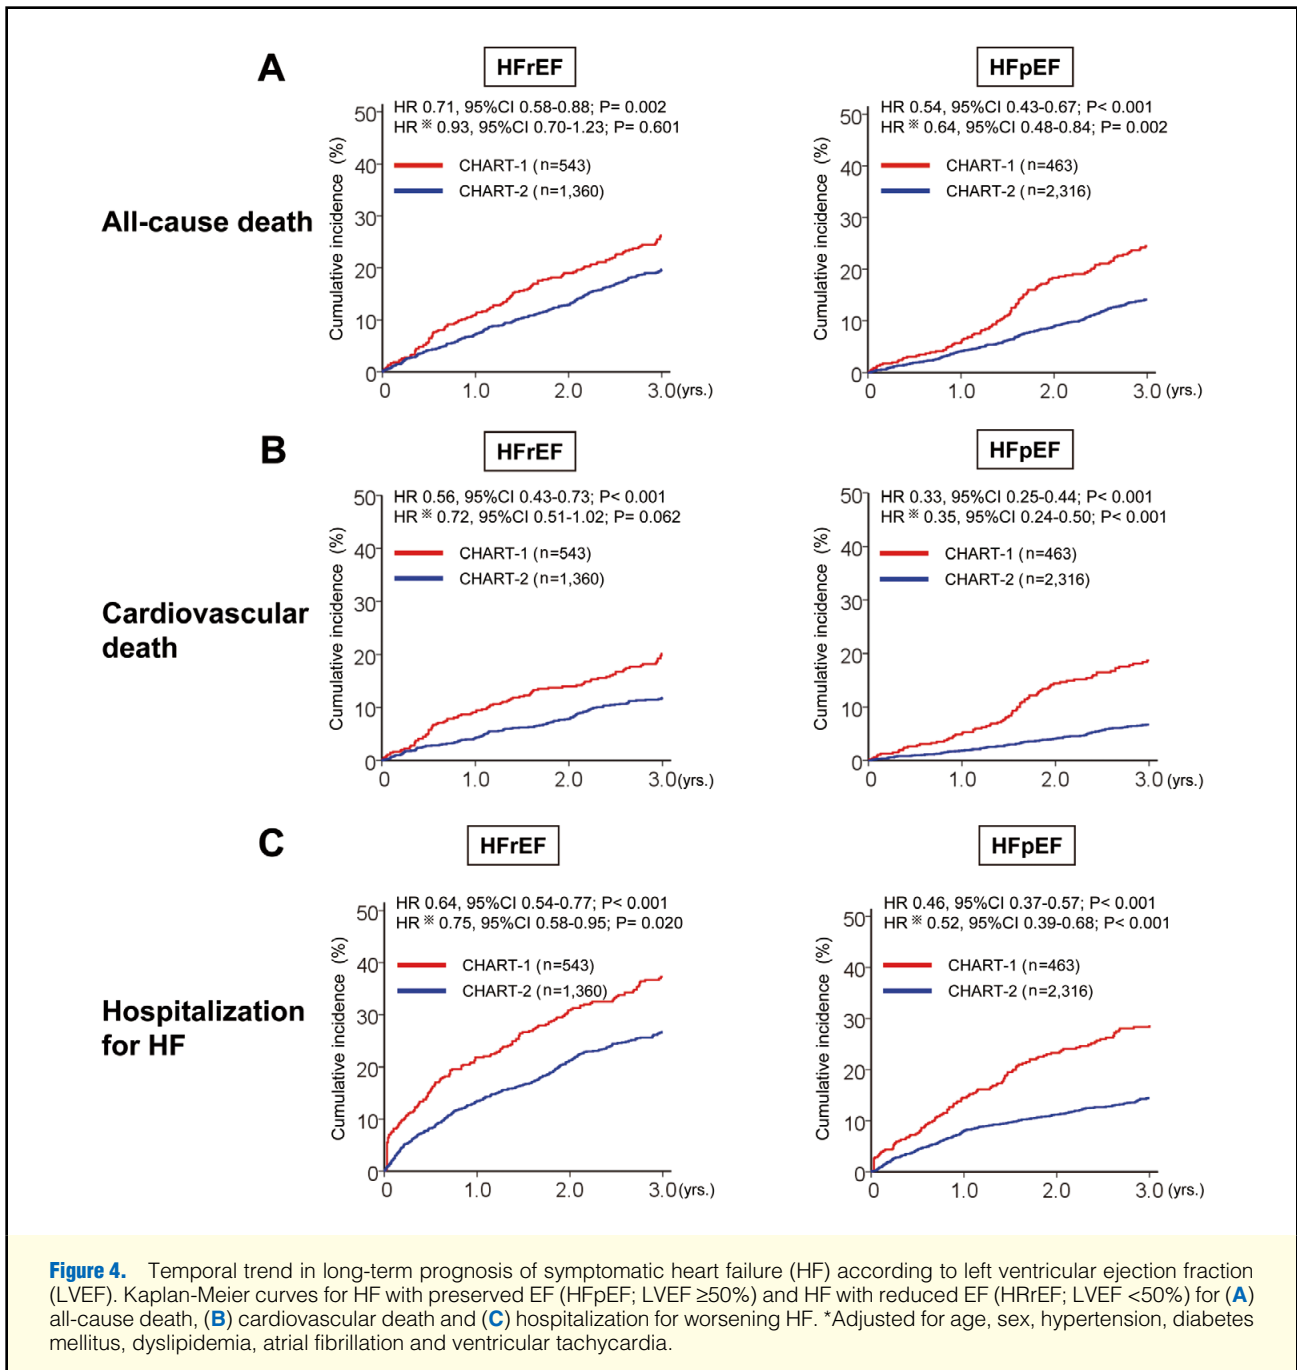 A
HFrEF
HFpEF
HR 0.71, 95%CI 0.58-0.88; P= 0.002
HR ※ 0.93, 95%CI 0.70-1.23; P= 0.601
HR 0.54, 95%CI 0.43-0.67; P< 0.001
HR ※ 0.64, 95%CI 0.48-0.84; P= 0.002
All-cause death
Cumulative incidence (%)
50
40
30
20
10
0
CHART-1 (n=543)
CHART-2 (n=1,360)
0 1.0 2.0 3.0 (yrs.)
Cumulative incidence (%)
50
40
30
20
10
0
CHART-1 (n=463)
CHART-2 (n=2,316)
0 1.0 2.0 3.0 (yrs.)
B
HFrEF
HFpEF
HR 0.56, 95%CI 0.43-0.73; P< 0.001
HR ※ 0.72, 95%CI 0.51-1.02; P= 0.062
HR 0.33, 95%CI 0.25-0.44; P< 0.001
HR ※ 0.35, 95%CI 0.24-0.50; P< 0.001
Cardiovascular
death
Cumulative incidence (%)
50
40
30
20
10
0
CHART-1 (n=543)
CHART-2 (n=1,360)
0 1.0 2.0 3.0 (yrs.)
Cumulative incidence (%)
50
40
30
20
10
0
CHART-1 (n=463)
CHART-2 (n=2,316)
0 1.0 2.0 3.0 (yrs.)
C
HFrEF
HFpEF
HR 0.64, 95%CI 0.54-0.77; P< 0.001
HR ※ 0.75, 95%CI 0.58-0.95; P= 0.020
HR 0.46, 95%CI 0.37-0.57; P< 0.001
HR ※ 0.52, 95%CI 0.39-0.68; P< 0.001
Hospitalization
for HF
Cumulative incidence (%)
50
40
30
20
10
0
CHART-1 (n=543)
CHART-2 (n=1,360)
0 1.0 2.0 3.0 (yrs.)
Cumulative incidence (%)
50
40
30
20
10
0
CHART-1 (n=463)
CHART-2 (n=2,316)
0 1.0 2.0 3.0 (yrs.)
Figure 4. Temporal trend in long-term prognosis of symptomatic heart failure (HF) according to left ventricular ejection fraction
(LVEF). Kaplan-Meier curves for HF with preserved EF (HFpEF; LVEF ≥50%) and HF with reduced EF (HRrEF; LVEF <50%) for (A)
all-cause death, (B) cardiovascular death and (C) hospitalization for worsening HF. *Adjusted for age, sex, hypertension, diabetes
mellitus, dyslipidemia, atrial fibrillation and ventricular tachycardia.